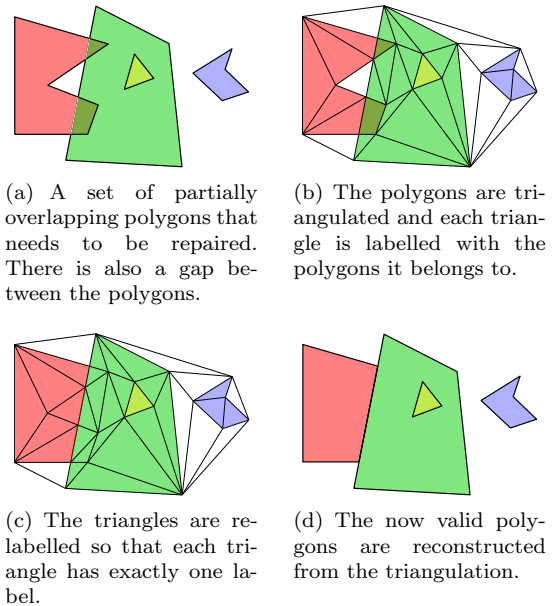 (a) A set of partially
overlapping polygons that
needs to be repaired.
There is also a gap be-
tween the polygons.
(b) The polygons are tri-
angulated and each trian-
gle is labelled with the
polygons it belongs to.
(c) The triangles are re-
labelled so that each tri-
angle has exactly one la-
bel.
(d) The now valid poly-
gons are reconstructed
from the triangulation.